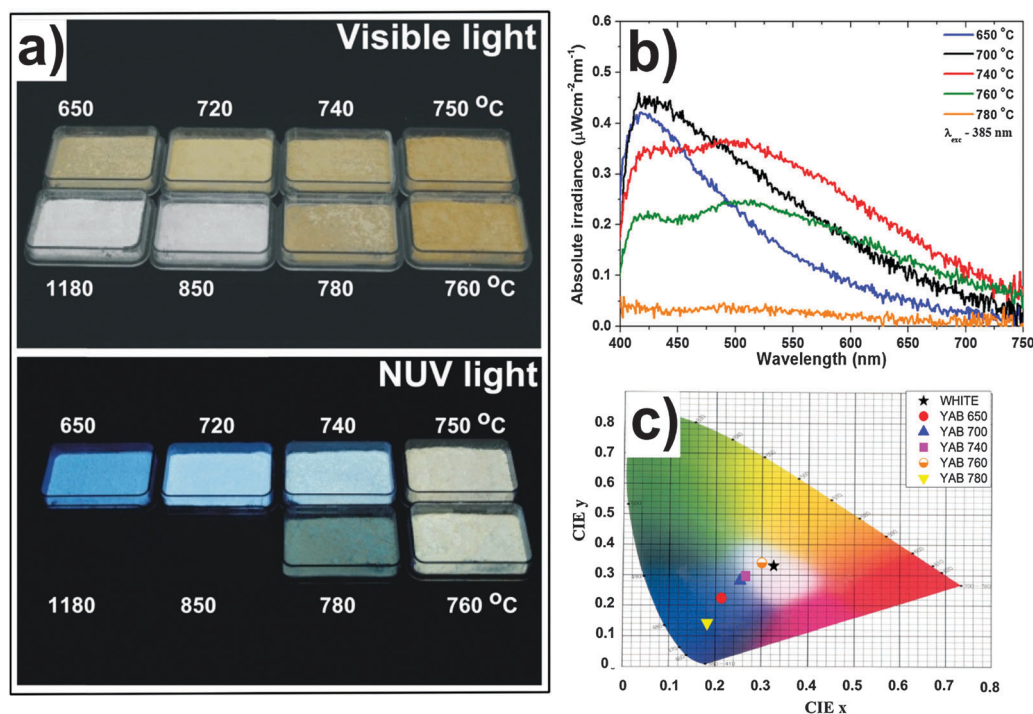 a)
Visible light
650 720 740 750 °C
1180 850 780 760 °C
NUV light
650 720 740 750 °C
1180 850 780 760 °C
b)
Absolute irradiance (µWcm⁻²nm⁻¹)
0.6
0.5
0.4
0.3
0.2
0.1
0.0
650 °C
700 °C
740 °C
760 °C
780 °C
λexc - 385 nm
400 450 500 550 600 650 700 750
Wavelength (nm)
c)
CIE y
0.8
0.7
0.6
0.5
0.4
0.3
0.2
0.1
0
WHITE
YAB 650
YAB 700
YAB 740
YAB 760
YAB 780
0 0.1 0.2 0.3 0.4 0.5 0.6 0.7 0.8
CIE x